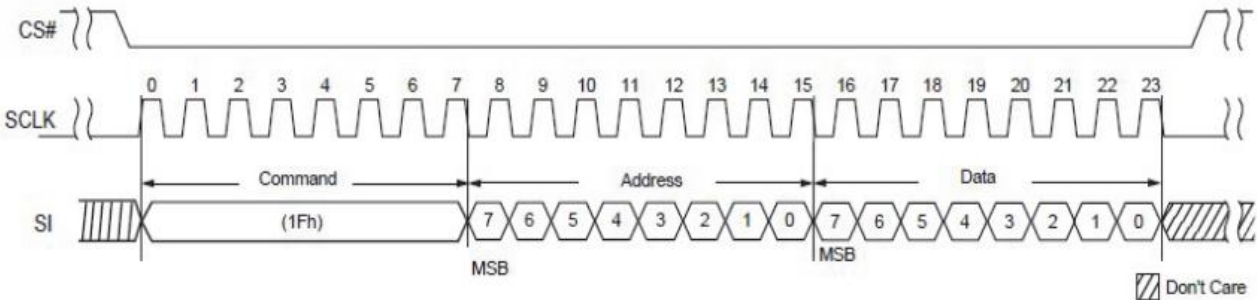 CS#
0 1 2 3 4 5 6 7 8 9 10 11 12 13 14 15 16 17 18 19 20 21 22 23
SCLK
Command Address Data
SI (1Fh) 7 6 5 4 3 2 1 0 7 6 5 4 3 2 1 0
MSB MSB
Don't Care